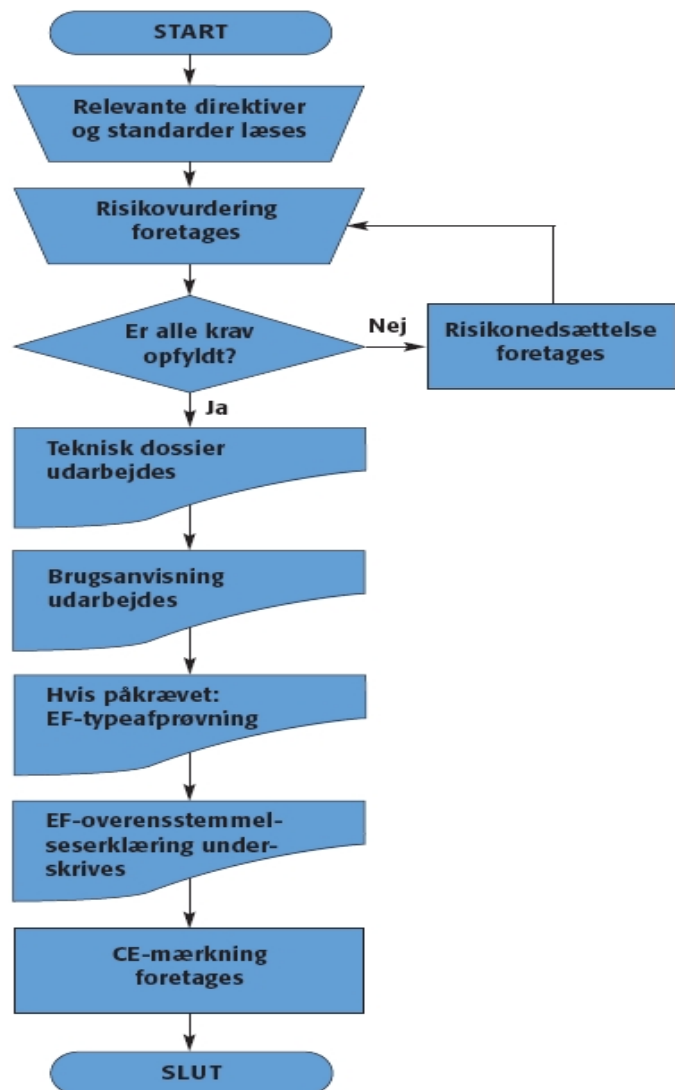 START
Relevante direktiver
og standarder læses
Risikovurdering
foretages
Er alle krav
opfyldt?
Nej
Risikonedsættelse
foretages
Ja
Teknisk dossier
udarbejdes
Brugsanvisning
udarbejdes
Hvis påkrævet:
EF-typeafprøvning
EF-overensstemmel-
seserklæring under-
skrives
CE-mærkning
foretages
SLUT